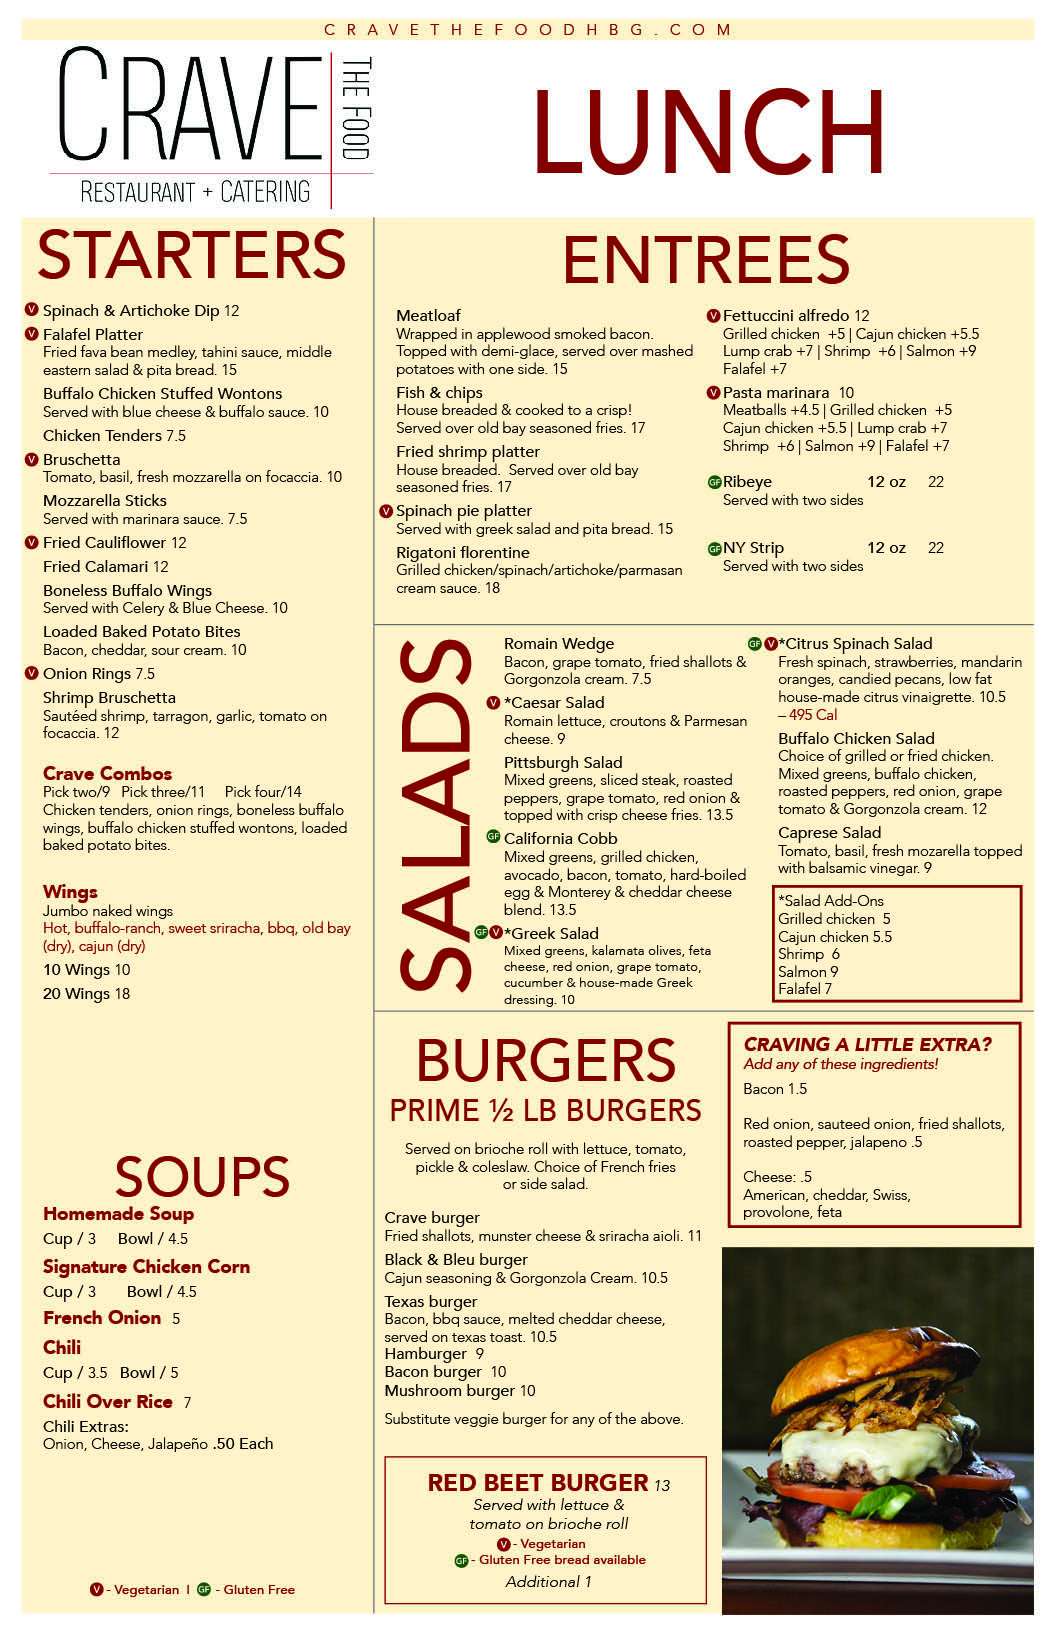 CRAVETHEFOODHBG.COM
CRAVE
THE FOOD
RESTAURANT + CATERING
LUNCH
STARTERS
V Spinach & Artichoke Dip 12
V Falafel Platter
Fried fava bean medley, tahini sauce, middle
eastern salad & pita bread. 15
Buffalo Chicken Stuffed Wontons
Served with blue cheese & buffalo sauce. 10
Chicken Tenders 7.5
V Bruschetta
Tomato, basil, fresh mozzarella on focaccia. 10
Mozzarella Sticks
Served with marinara sauce. 7.5
V Fried Cauliflower 12
Fried Calamari 12
Boneless Buffalo Wings
Served with Celery & Blue Cheese. 10
Loaded Baked Potato Bites
Bacon, cheddar, sour cream. 10
V Onion Rings 7.5
Shrimp Bruschetta
Sautéed shrimp, tarragon, garlic, tomato on
focaccia. 12
Crave Combos
Pick two/9 Pick three/11 Pick four/14
Chicken tenders, onion rings, boneless buffalo
wings, buffalo chicken stuffed wontons, loaded
baked potato bites.
Wings
Jumbo naked wings
Hot, buffalo-ranch, sweet sriracha, bbq, old bay
(dry), cajun (dry)
10 Wings 10
20 Wings 18
SOUPS
Homemade Soup
Cup / 3 Bowl / 4.5
Signature Chicken Corn
Cup / 3 Bowl / 4.5
French Onion 5
Chili
Cup / 3.5 Bowl / 5
Chili Over Rice 7
Chili Extras:
Onion, Cheese, Jalapeño .50 Each
V - Vegetarian | GF - Gluten Free
ENTREES
Meatloaf
Wrapped in applewood smoked bacon.
Topped with demi-glace, served over mashed
potatoes with one side. 15
Fish & chips
House breaded & cooked to a crisp!
Served over old bay seasoned fries. 17
Fried shrimp platter
House breaded. Served over old bay
seasoned fries. 17
V Spinach pie platter
Served with greek salad and pita bread. 15
Rigatoni florentine
Grilled chicken/spinach/artichoke/parmasan
cream sauce. 18
V Fettuccini alfredo 12
Grilled chicken +5 | Cajun chicken +5.5
Lump crab +7 | Shrimp +6 | Salmon +9
Falafel +7
V Pasta marinara 10
Meatballs +4.5 | Grilled chicken +5
Cajun chicken +5.5 | Lump crab +7
Shrimp +6 | Salmon +9 | Falafel +7
GF Ribeye 12 oz 22
Served with two sides
GF NY Strip 12 oz 22
Served with two sides
SALADS
Romain Wedge
Bacon, grape tomato, fried shallots &
Gorgonzola cream. 7.5
V *Caesar Salad
Romain lettuce, croutons & Parmesan
cheese. 9
Pittsburgh Salad
Mixed greens, sliced steak, roasted
peppers, grape tomato, red onion &
topped with crisp cheese fries. 13.5
GF California Cobb
Mixed greens, grilled chicken,
avocado, bacon, tomato, hard-boiled
egg & Monterey & cheddar cheese
blend. 13.5
GF V *Greek Salad
Mixed greens, kalamata olives, feta
cheese, red onion, grape tomato,
cucumber & house-made Greek
dressing. 10
GF V *Citrus Spinach Salad
Fresh spinach, strawberries, mandarin
oranges, candied pecans, low fat
house-made citrus vinaigrette. 10.5
– 495 Cal
Buffalo Chicken Salad
Choice of grilled or fried chicken.
Mixed greens, buffalo chicken,
roasted peppers, red onion, grape
tomato & Gorgonzola cream. 12
Caprese Salad
Tomato, basil, fresh mozarella topped
with balsamic vinegar. 9
*Salad Add-Ons
Grilled chicken 5
Cajun chicken 5.5
Shrimp 6
Salmon 9
Falafel 7
BURGERS
PRIME ½ LB BURGERS
Served on brioche roll with lettuce, tomato,
pickle & coleslaw. Choice of French fries
or side salad.
Crave burger
Fried shallots, munster cheese & sriracha aioli. 11
Black & Bleu burger
Cajun seasoning & Gorgonzola Cream. 10.5
Texas burger
Bacon, bbq sauce, melted cheddar cheese,
served on texas toast. 10.5
Hamburger 9
Bacon burger 10
Mushroom burger 10
Substitute veggie burger for any of the above.
RED BEET BURGER 13
Served with lettuce &
tomato on brioche roll
V - Vegetarian
GF - Gluten Free bread available
Additional 1
CRAVING A LITTLE EXTRA?
Add any of these ingredients!
Bacon 1.5
Red onion, sauteed onion, fried shallots,
roasted pepper, jalapeno .5
Cheese: .5
American, cheddar, Swiss,
provolone, feta